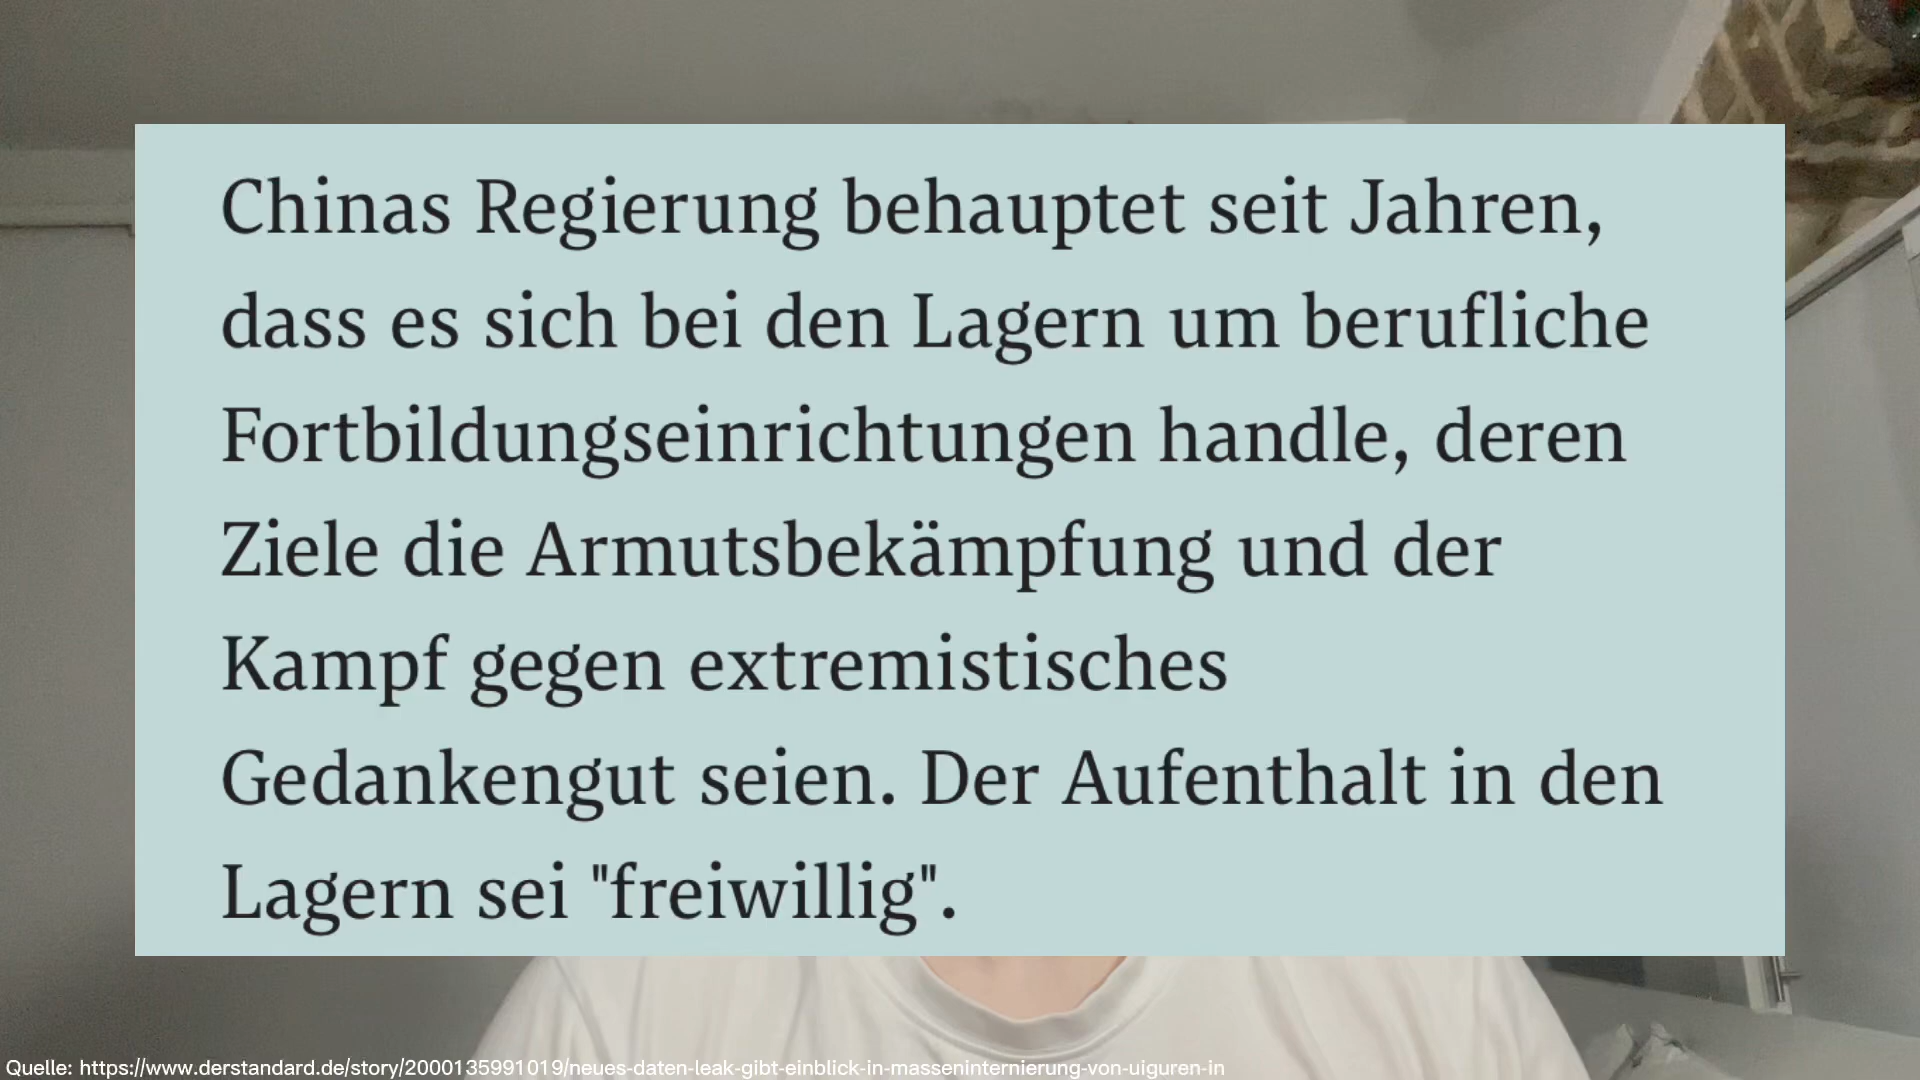 Chinas Regierung behauptet seit Jahren,
dass es sich bei den Lagern um berufliche
Fortbildungseinrichtungen handle, deren
Ziele die Armutsbekämpfung und der
Kampf gegen extremistisches
Gedankengut seien. Der Aufenthalt in den
Lagern sei "freiwillig".
Quelle: https://www.derstandard.de/story/2000135991019/neues-daten-leak-gibt-einblick-in-masseninternierung-von-uiguren-in